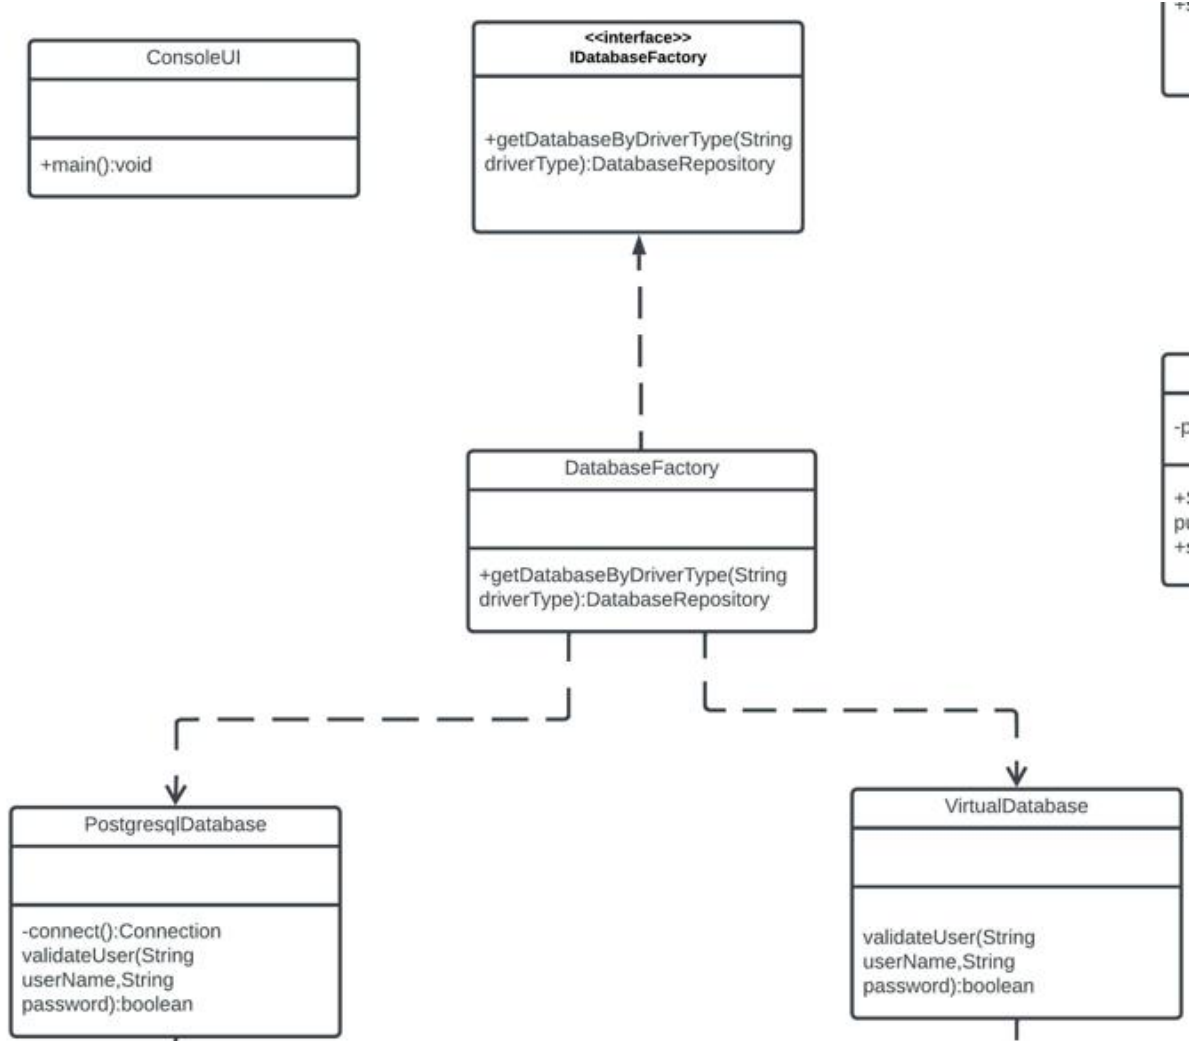 ConsoleUI
+main():void
<<interface>>
IDatabaseFactory
+getDatabaseByDriverType(String
driverType):DatabaseRepository
DatabaseFactory
+getDatabaseByDriverType(String
driverType):DatabaseRepository
PostgresqlDatabase
-connect():Connection
validateUser(String
userName,String
password):boolean
VirtualDatabase
validateUser(String
userName,String
password):boolean